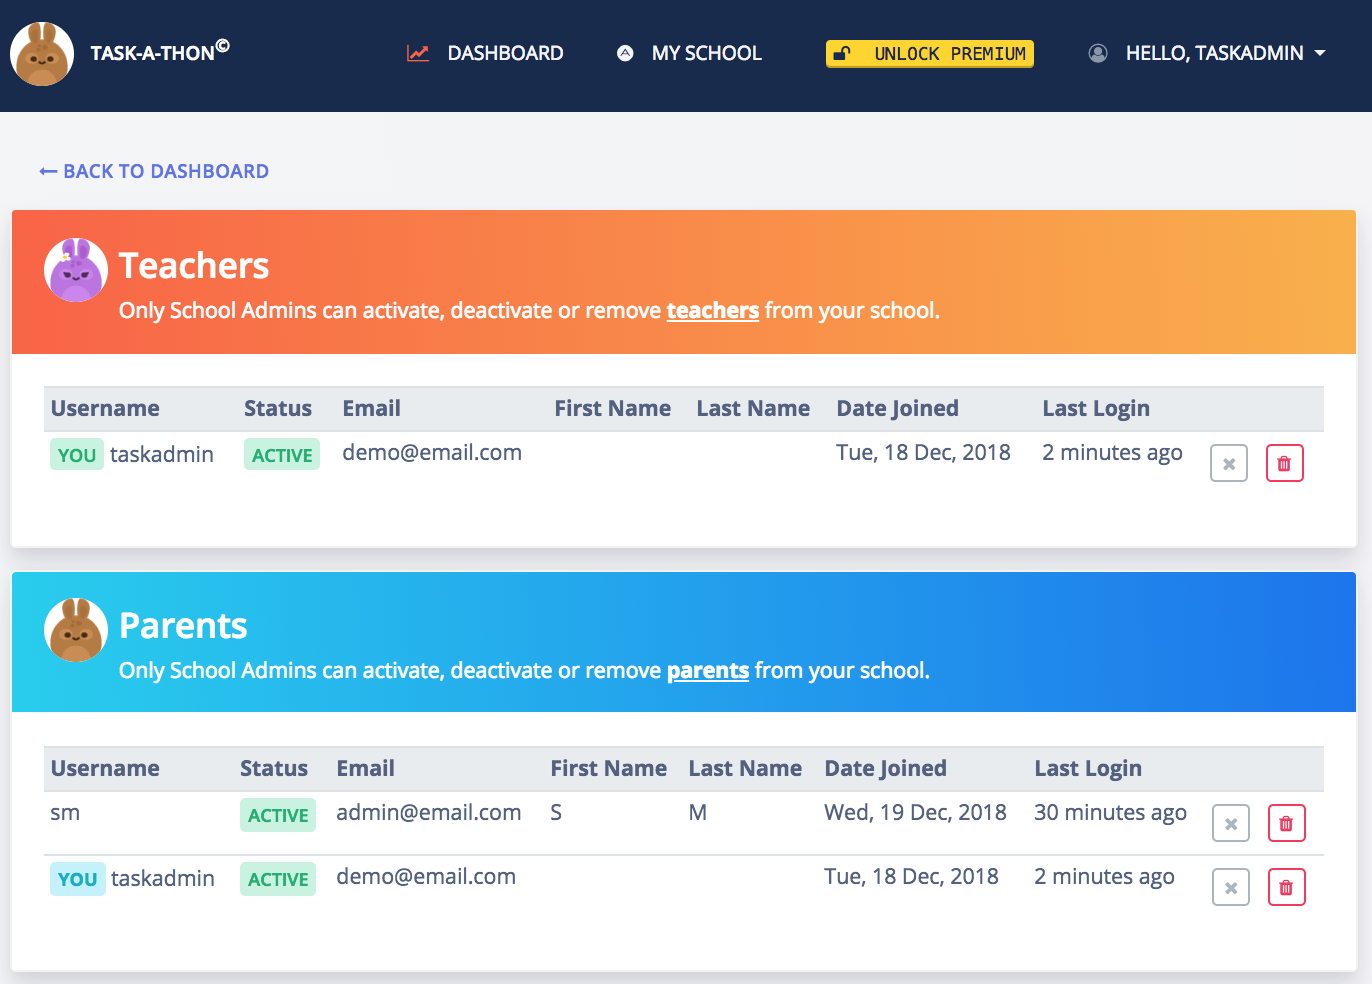 TASK-A-THON©
DASHBOARD
MY SCHOOL
UNLOCK PREMIUM
HELLO, TASKADMIN
← BACK TO DASHBOARD
Teachers
Only School Admins can activate, deactivate or remove teachers from your school.
Username Status Email First Name Last Name Date Joined Last Login
YOU taskadmin ACTIVE demo@email.com Tue, 18 Dec, 2018 2 minutes ago
Parents
Only School Admins can activate, deactivate or remove parents from your school.
Username Status Email First Name Last Name Date Joined Last Login
sm ACTIVE admin@email.com S M Wed, 19 Dec, 2018 30 minutes ago
YOU taskadmin ACTIVE demo@email.com Tue, 18 Dec, 2018 2 minutes ago